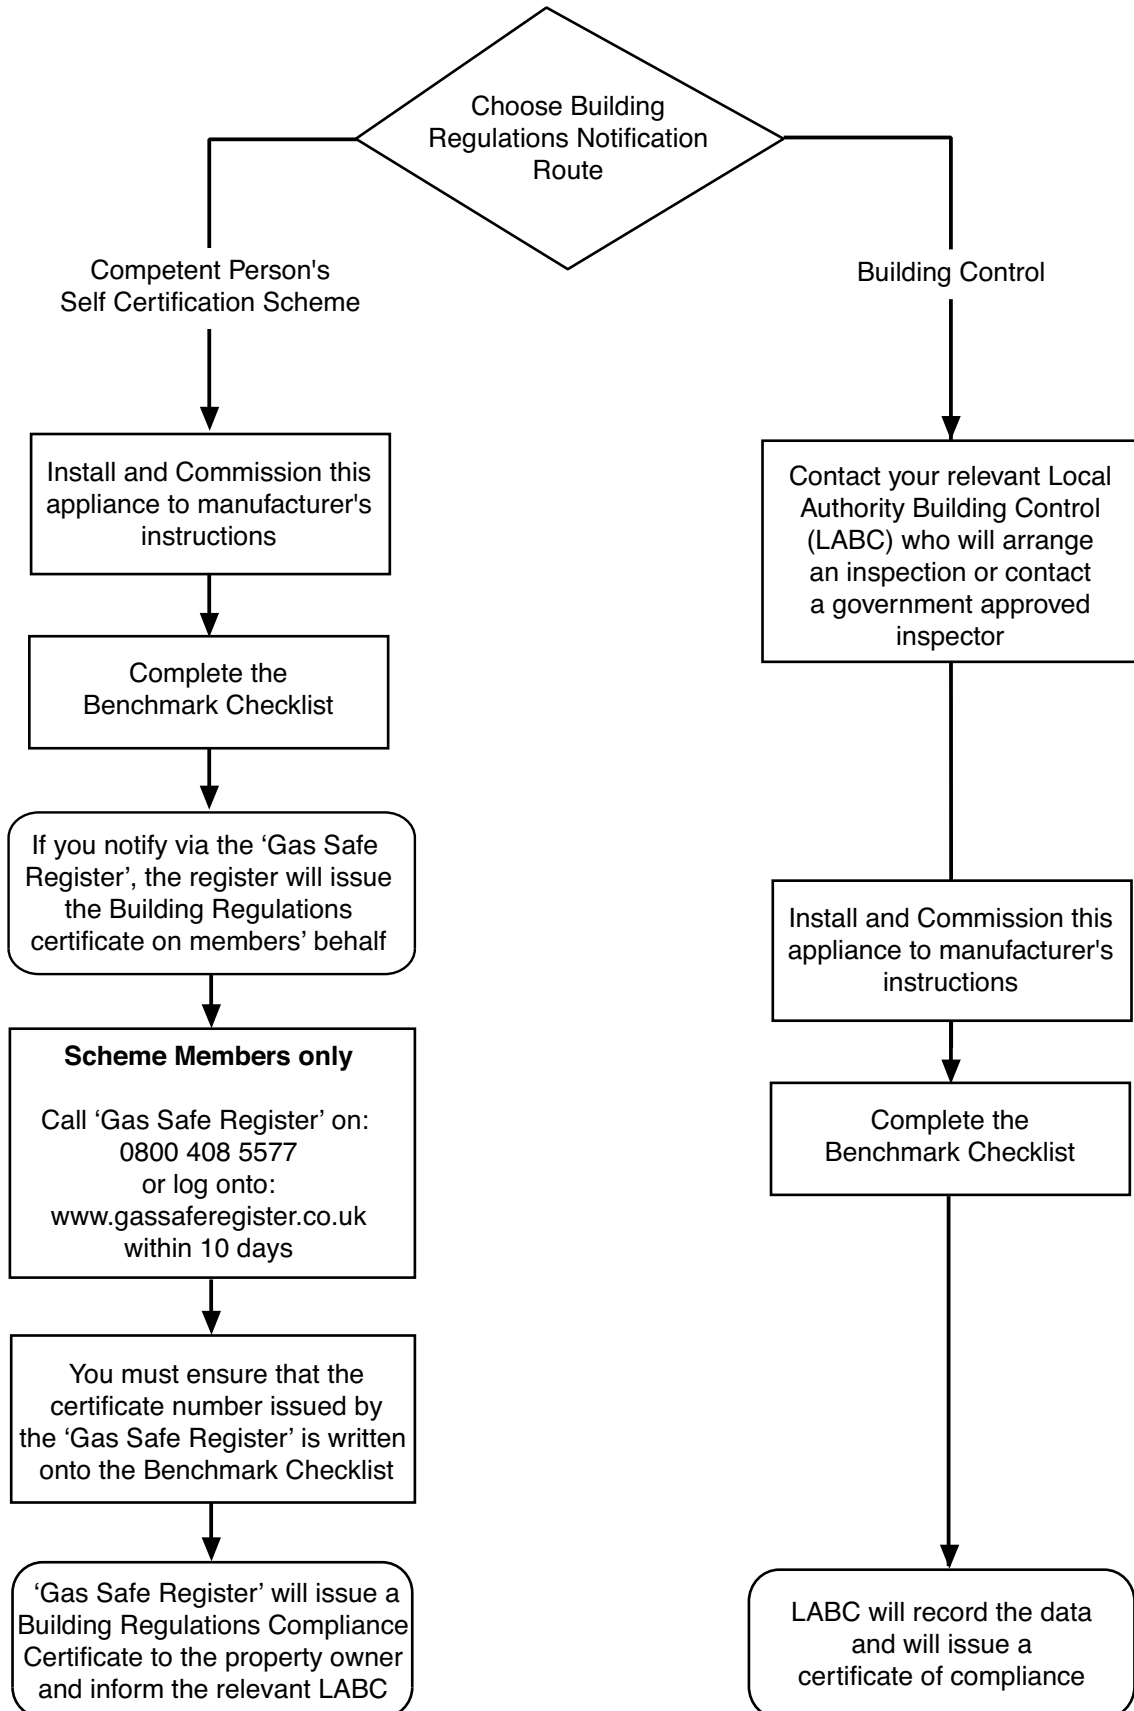 Choose Building
Regulations Notification
Route
Competent Person's
Self Certification Scheme
Install and Commission this
appliance to manufacturer's
instructions
Complete the
Benchmark Checklist
If you notify via the ‘Gas Safe
Register’, the register will issue
the Building Regulations
certificate on members’ behalf
Scheme Members only
Call ‘Gas Safe Register’ on:
0800 408 5577
or log onto:
www.gassaferegister.co.uk
within 10 days
You must ensure that the
certificate number issued by
the ‘Gas Safe Register’ is written
onto the Benchmark Checklist
‘Gas Safe Register’ will issue a
Building Regulations Compliance
Certificate to the property owner
and inform the relevant LABC
Building Control
Contact your relevant Local
Authority Building Control
(LABC) who will arrange
an inspection or contact
a government approved
inspector
Install and Commission this
appliance to manufacturer's
instructions
Complete the
Benchmark Checklist
LABC will record the data
and will issue a
certificate of compliance